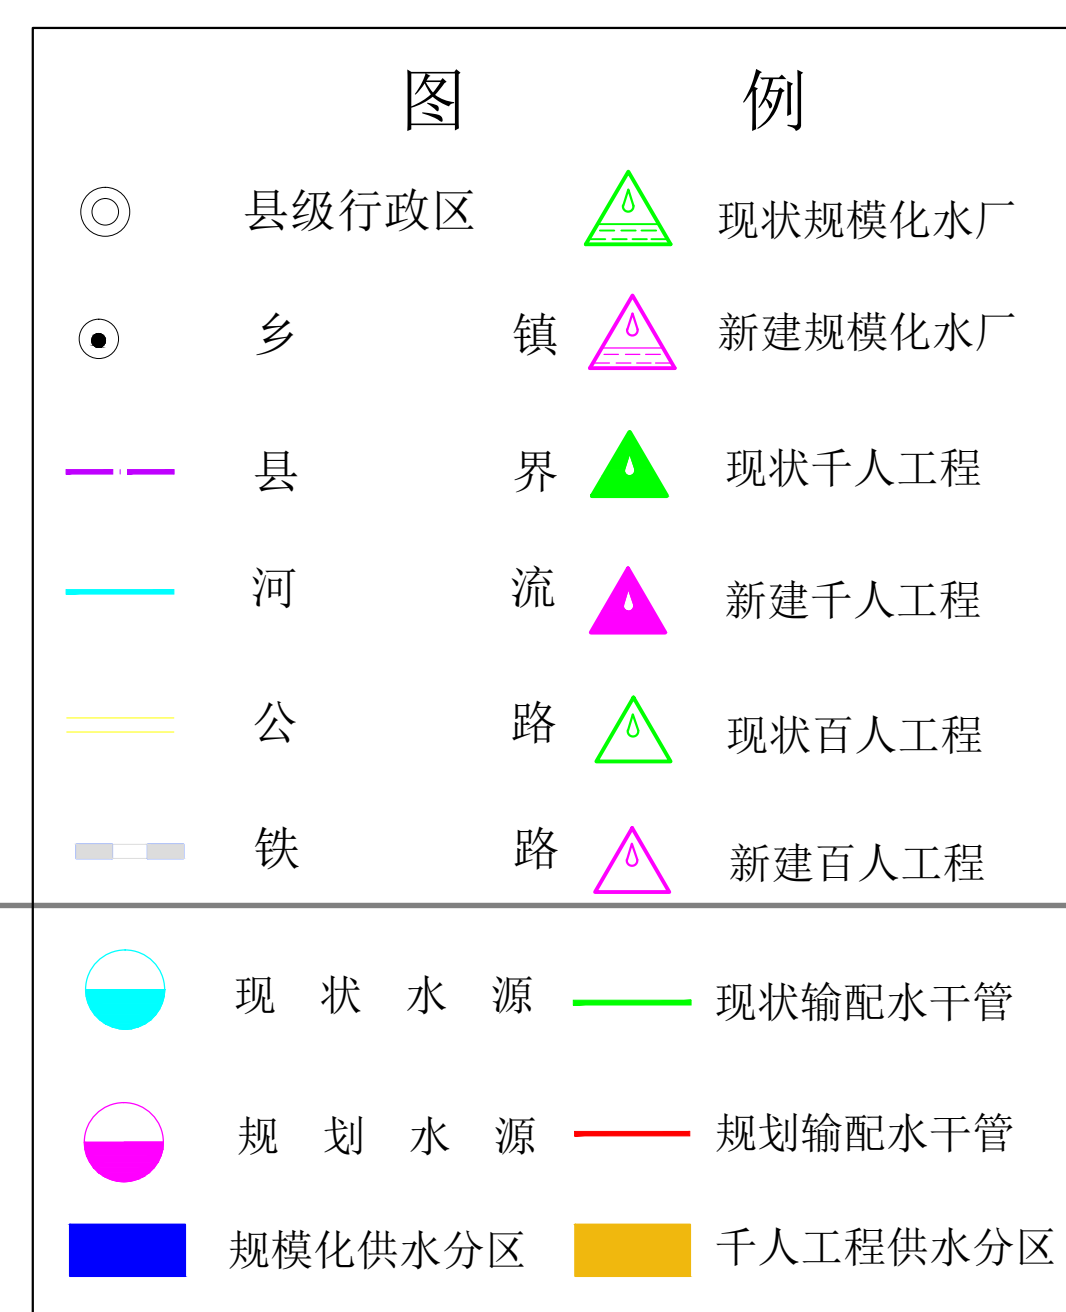 图 例
县级行政区 现状规模化水厂
乡 镇 新建规模化水厂
县 界 现状千人工程
河 流 新建千人工程
公 路 现状百人工程
铁 路 新建百人工程
现 状 水 源 现状输配水干管
规 划 水 源 规划输配水干管
规模化供水分区 千人工程供水分区